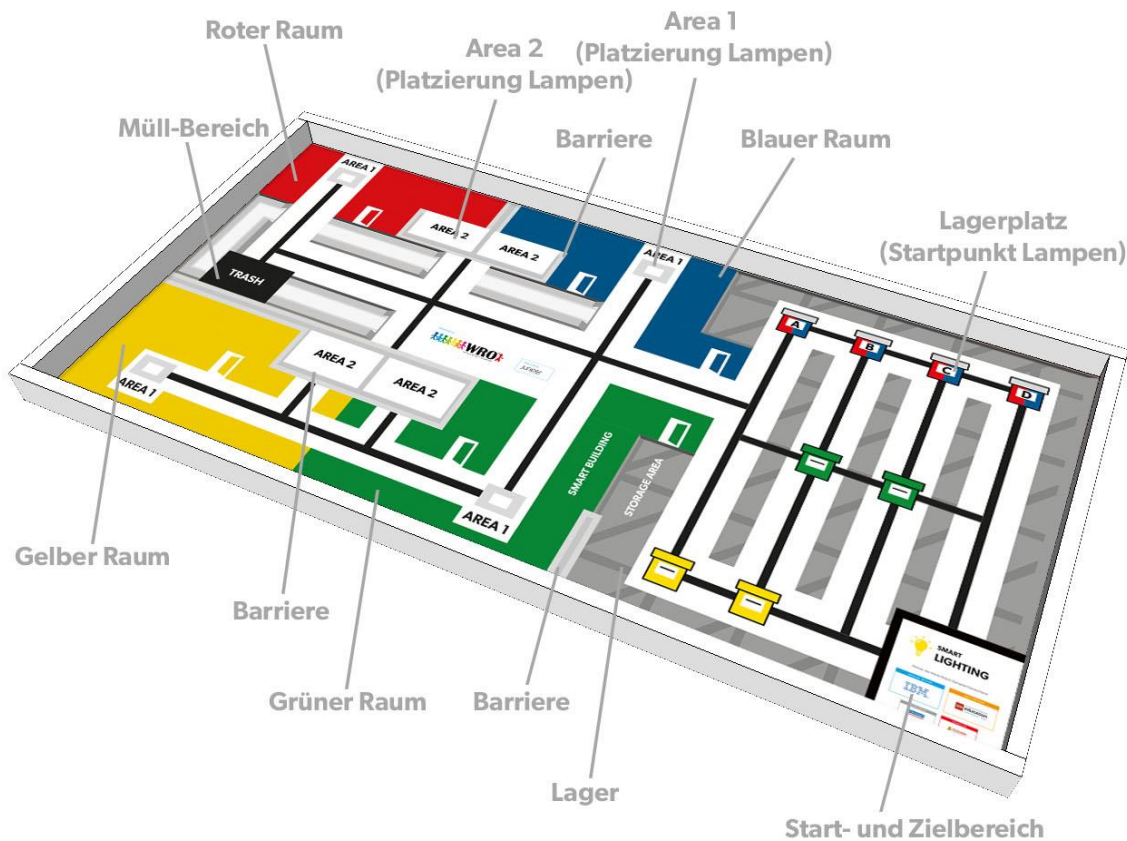 Roter Raum
Area 2
(Platzierung Lampen)
Area 1
(Platzierung Lampen)
Müll-Bereich
Barriere
Blauer Raum
Lagerplatz
(Startpunkt Lampen)
AREA 1
AREA 2
AREA 2
AREA 1
TRASH
A
B
C
D
WRO
AREA 2
AREA 2
AREA 1
SMART BUILDING
STORAGE AREA
AREA 1
Gelber Raum
Barriere
Grüner Raum
Barriere
Lager
SMART
LIGHTING
IBM
education
Start- und Zielbereich